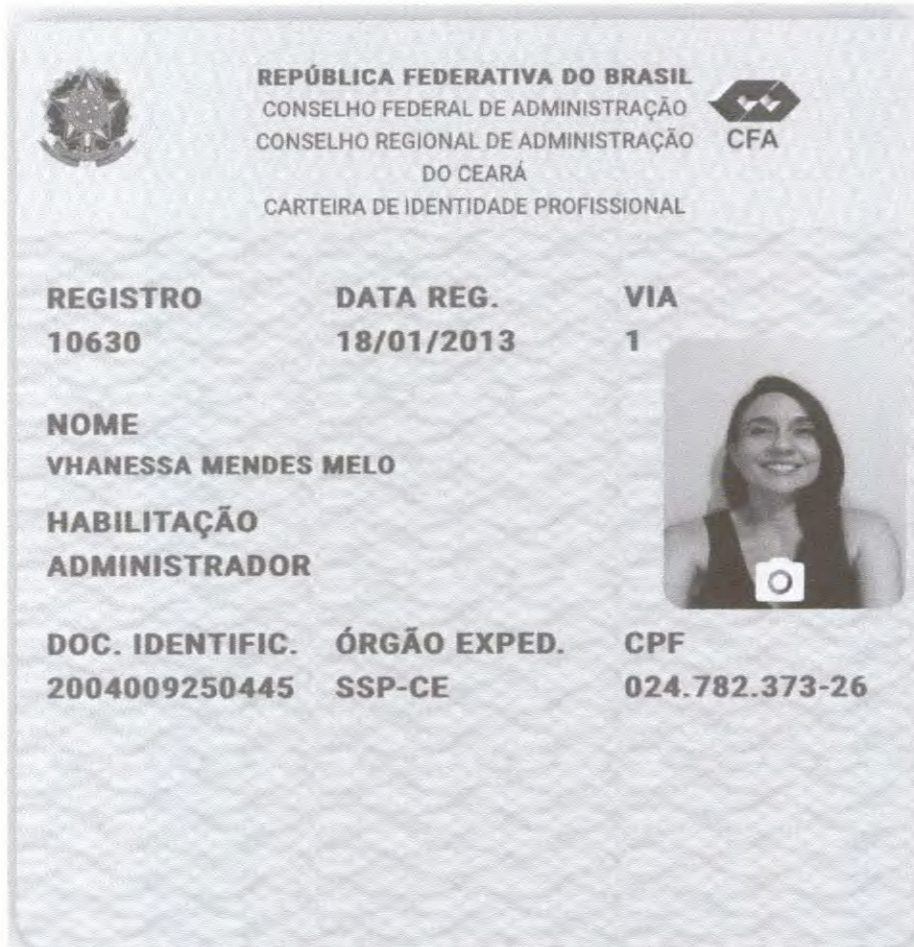 REPÚBLICA FEDERATIVA DO BRASIL
CONSELHO FEDERAL DE ADMINISTRAÇÃO
CONSELHO REGIONAL DE ADMINISTRAÇÃO
DO CEARÁ
CARTEIRA DE IDENTIDADE PROFISSIONAL
CFA
REGISTRO DATA REG. VIA
10630 18/01/2013 1
NOME
VHANESSA MENDES MELO
HABILITAÇÃO
ADMINISTRADOR
DOC. IDENTIFIC. ÓRGÃO EXPED. CPF
2004009250445 SSP-CE 024.782.373-26